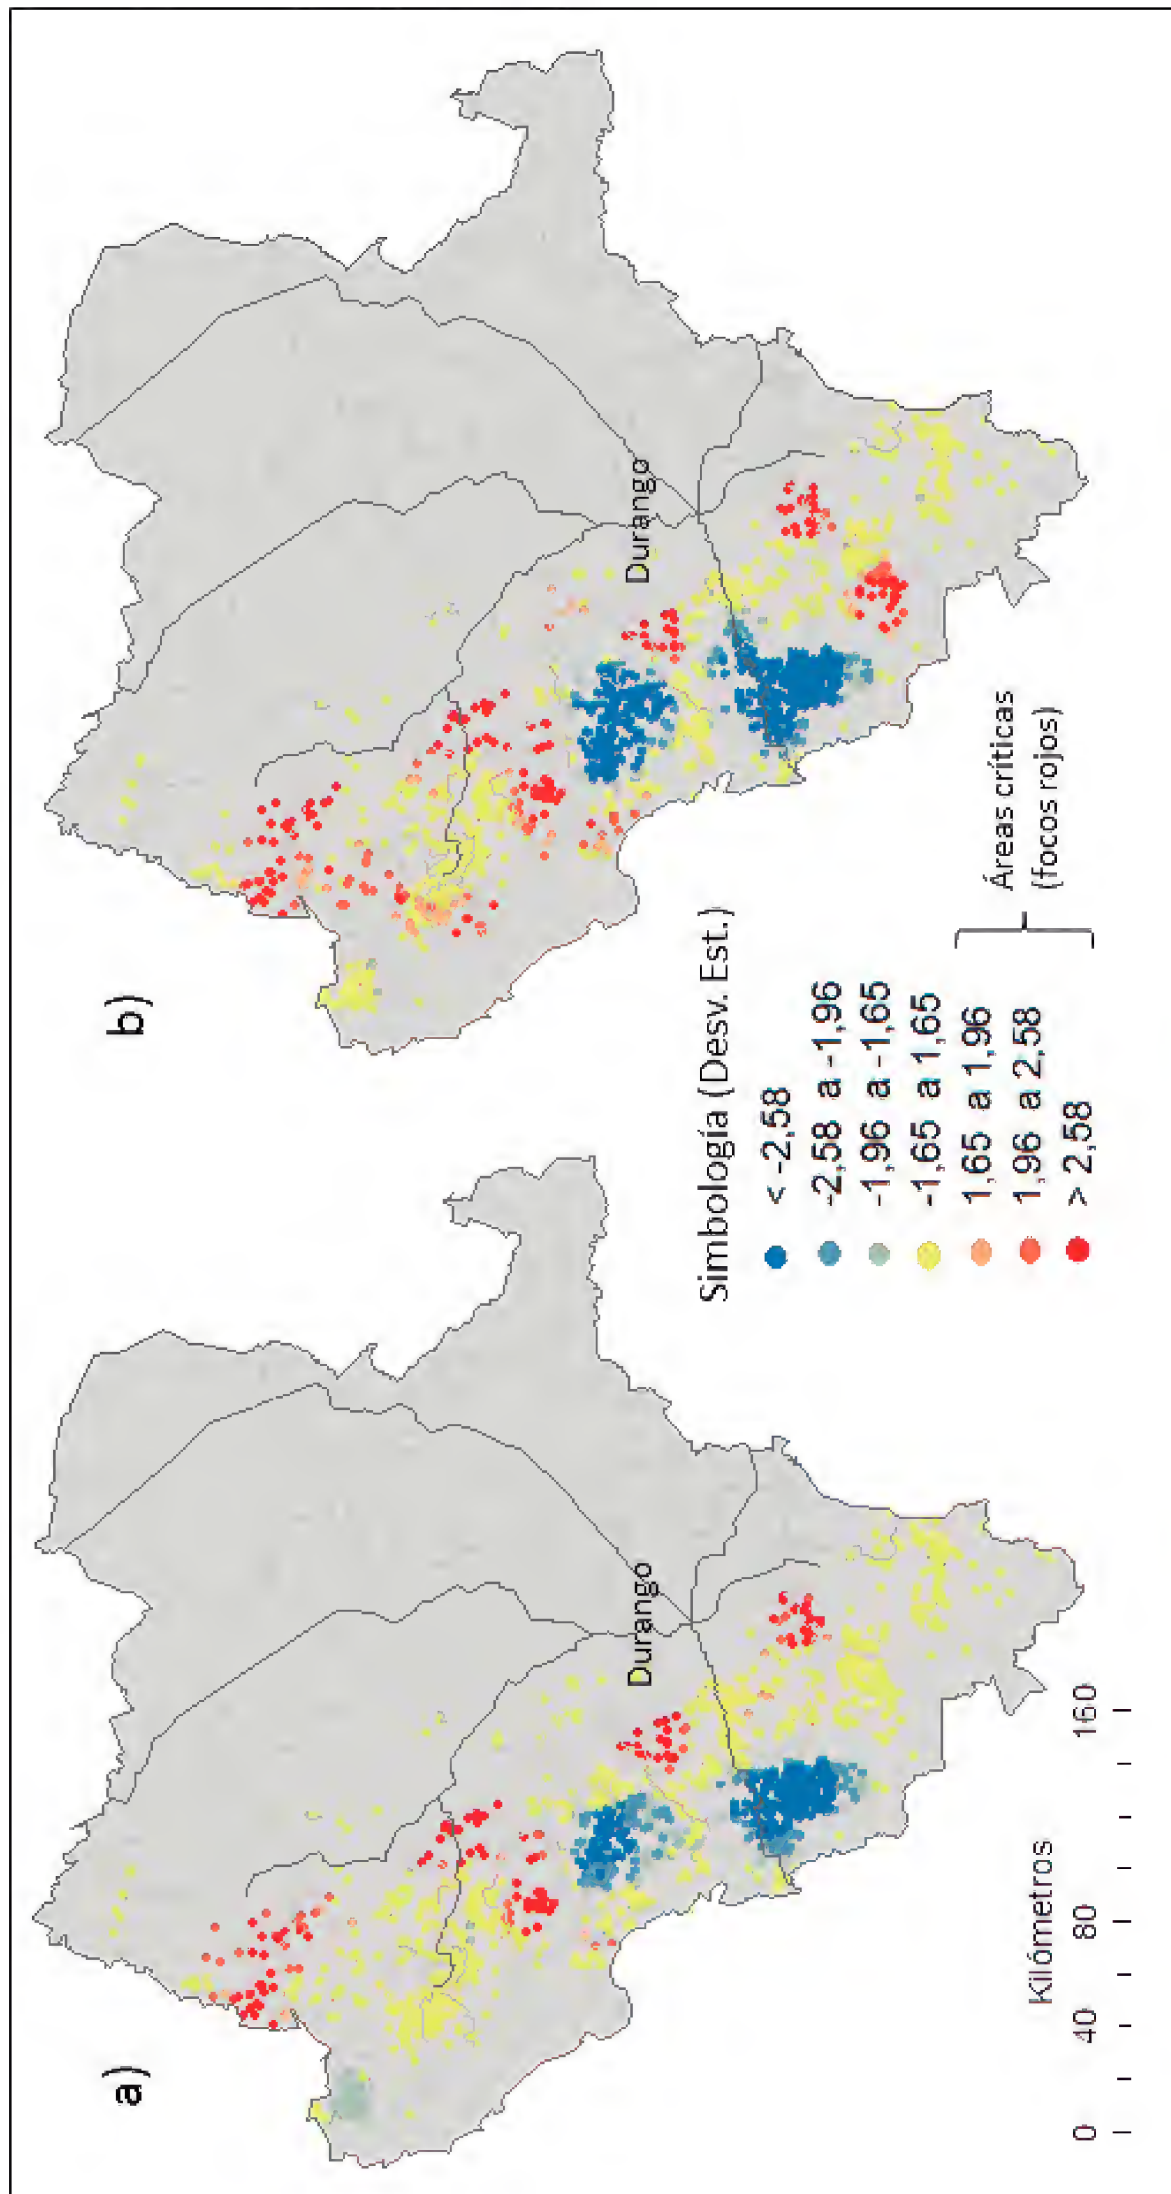 a)
Durango
b)
Durango
Simbología (Desv. Est.)
< -2,58
-2,58 a -1,96
-1,96 a -1,65
-1,65 a 1,65
1,65 a 1,96
1,96 a 2,58
> 2,58
Áreas críticas
(focos rojos)
Kilómetros
0 40 80 160